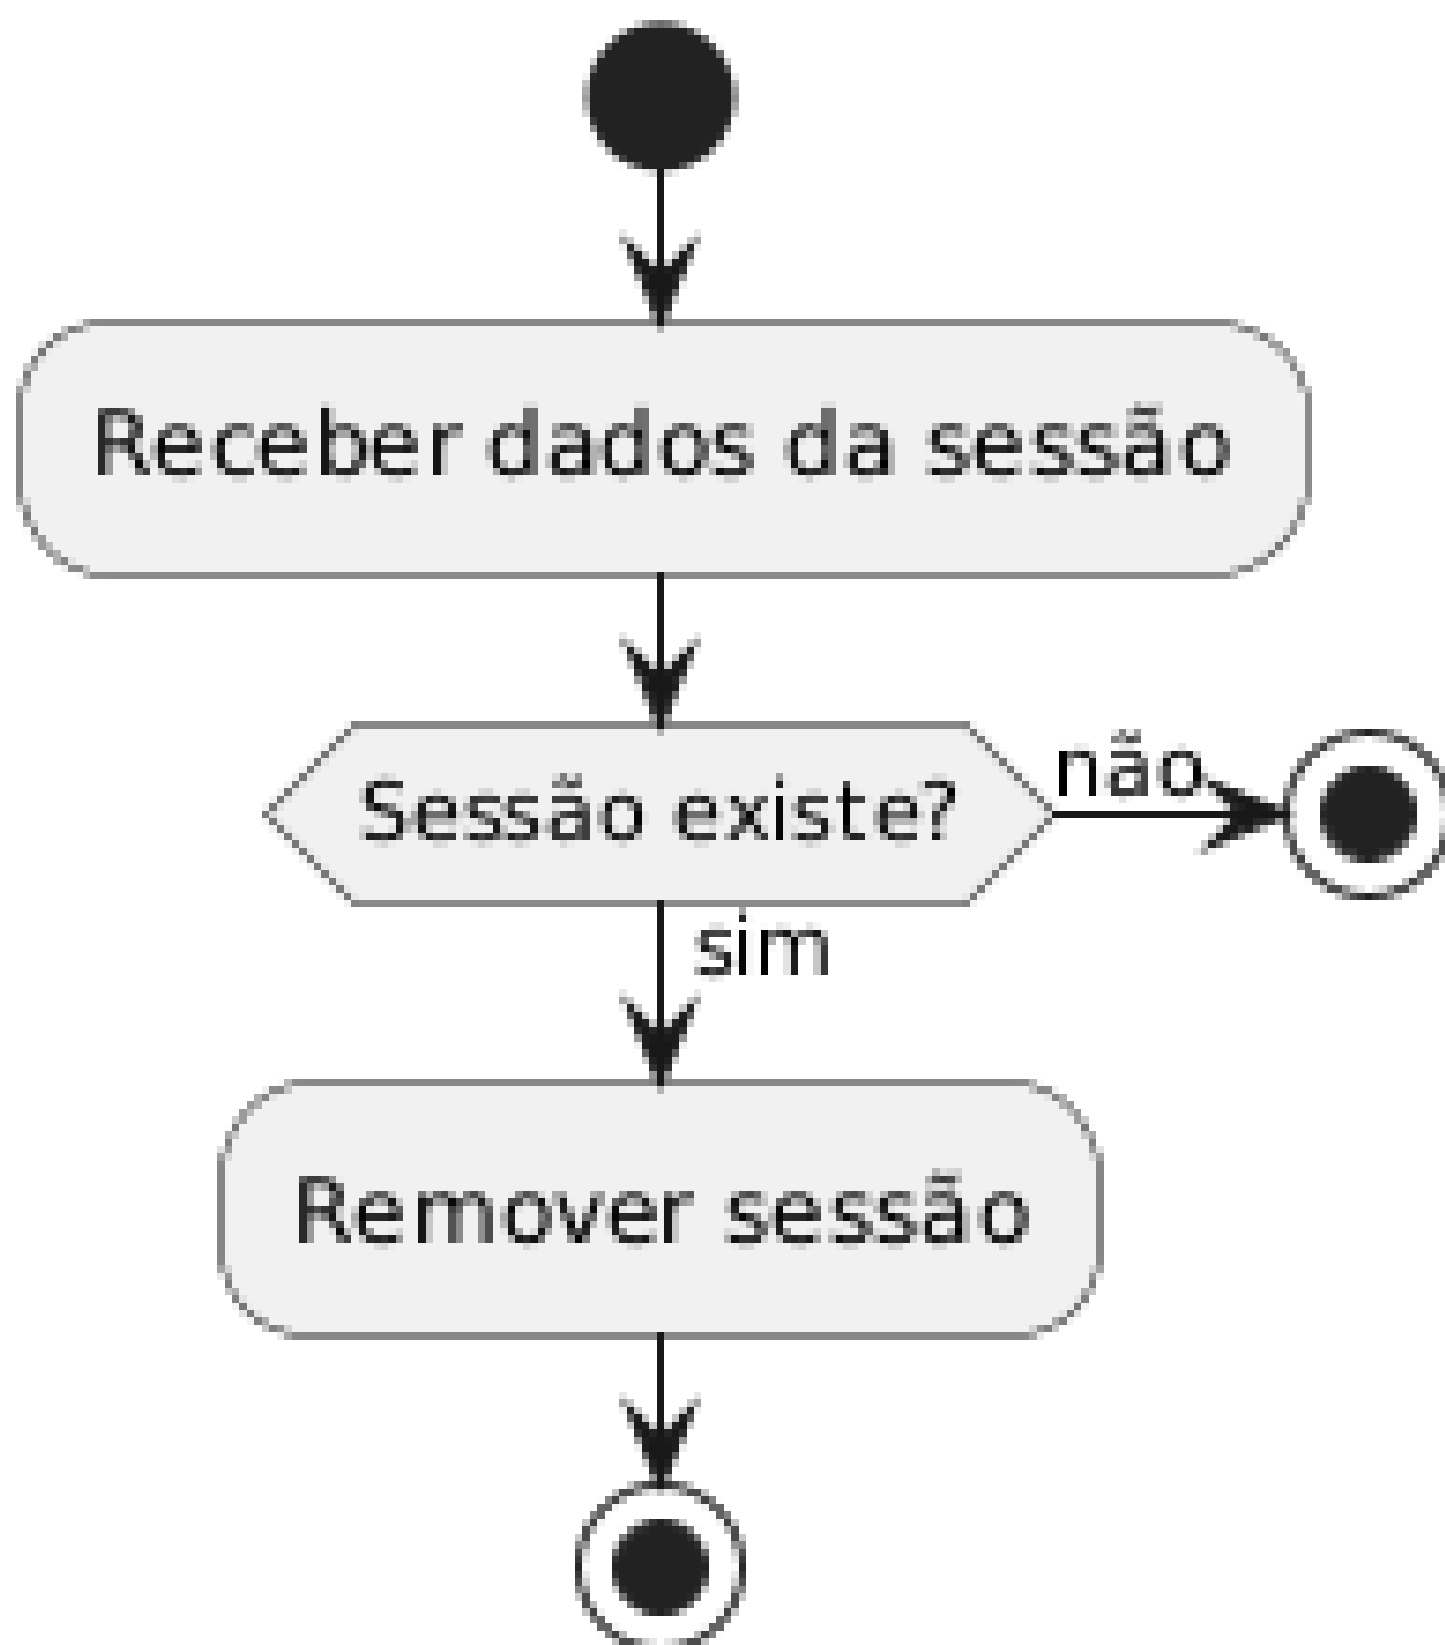 Receber dados da sessão
Sessão existe?
não
sim
Remover sessão